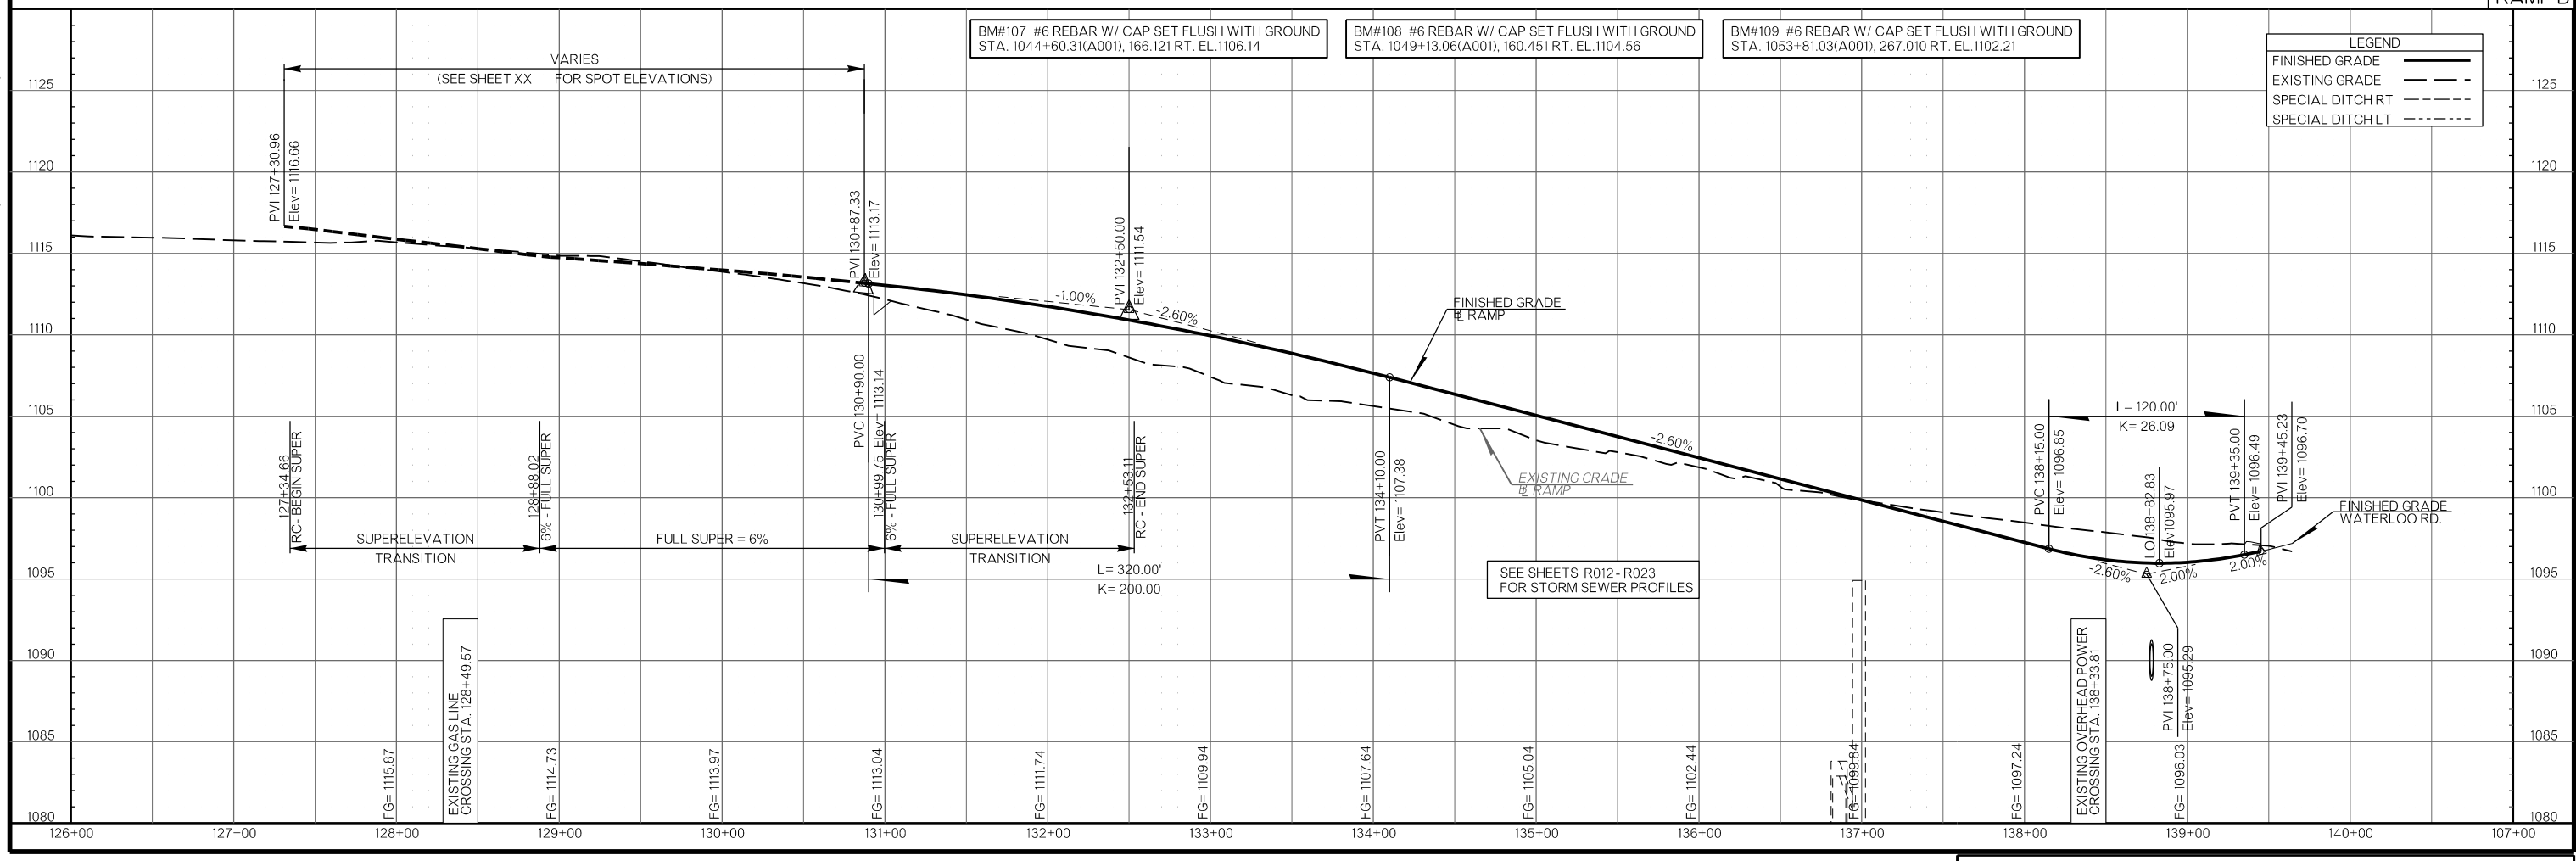 RAMP D
BM#107 #6 REBAR W/ CAP SET FLUSH WITH GROUND
STA. 1044+60.31(A001), 166.121 RT. EL.1106.14
BM#108 #6 REBAR W/ CAP SET FLUSH WITH GROUND
STA. 1049+13.06(A001), 160.451 RT. EL.1104.56
BM#109 #6 REBAR W/ CAP SET FLUSH WITH GROUND
STA. 1053+81.03(A001), 267.010 RT. EL.1102.21
LEGEND
FINISHED GRADE
EXISTING GRADE
SPECIAL DITCH RT
SPECIAL DITCH LT
VARIES
(SEE SHEET XX FOR SPOT ELEVATIONS)
1125
1120
1115
1110
1105
1100
1095
1090
1085
1080
1125
1120
1115
1110
1105
1100
1095
1090
1085
1080
PVI 127+30.96
Elev= 1116.66
PVI 130+87.33
Elev= 1113.17
PVI 132+50.00
Elev= 1111.54
-1.00%
-2.60%
FINISHED GRADE
BL RAMP
PVC 130+90.00
Elev= 1113.14
127+34.66
RC- BEGIN SUPER
128+88.02
6% - FULL SUPER
130+99.75
6% - FULL SUPER
132+53.11
RC - END SUPER
SUPERELEVATION
TRANSITION
FULL SUPER = 6%
SUPERELEVATION
TRANSITION
L= 320.00'
K= 200.00
PVT 134+10.00
Elev= 1107.38
EXISTING GRADE
BL RAMP
-2.60%
SEE SHEETS R012-R023
FOR STORM SEWER PROFILES
L= 120.00'
K= 26.09
PVC 138+15.00
Elev= 1096.85
LO 138+82.83
Elev 1095.97
PVT 139+35.00
Elev= 1096.49
PVI 139+45.23
Elev= 1096.70
FINISHED GRADE
WATERLOO RD.
-2.60%
2.00%
2.00%
PVI 138+75.00
Elev= 1095.29
EXISTING GAS LINE
CROSSING STA. 128+49.57
EXISTING OVERHEAD POWER
CROSSING STA. 138+33.81
FG= 1115.87
FG= 1114.73
FG= 1113.97
FG= 1113.04
FG= 1111.74
FG= 1109.94
FG= 1107.64
FG= 1105.04
FG= 1102.44
FG= 1099.84
FG= 1097.24
FG= 1096.03
126+00
127+00
128+00
129+00
130+00
131+00
132+00
133+00
134+00
135+00
136+00
137+00
138+00
139+00
140+00
107+00